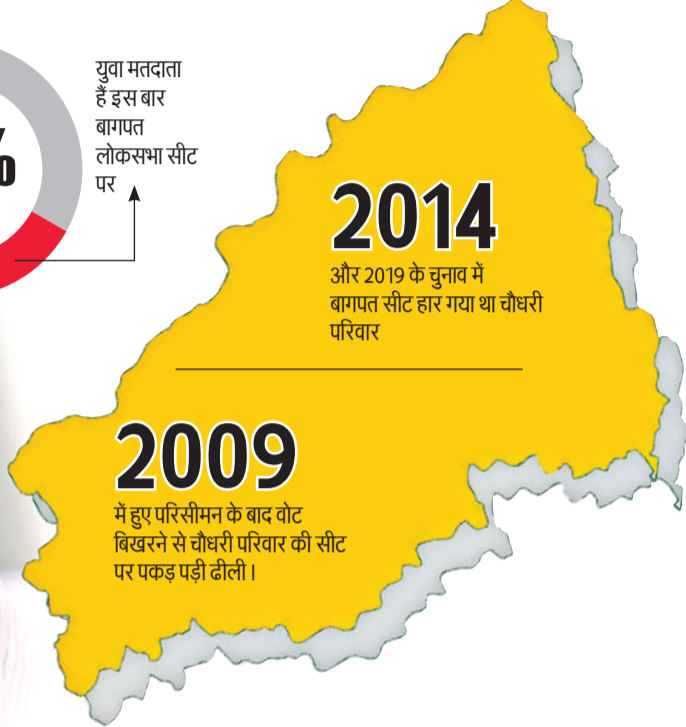 %
युवा मतदाता
हैं इस बार
बागपत
लोकसभा सीट
पर
2014
और 2019 के चुनाव में
बागपत सीट हार गया था चौधरी
परिवार
2009
में हुए परिसीमन के बाद वोट
बिखरने से चौधरी परिवार की सीट
पर पकड़ पड़ी ढीली।